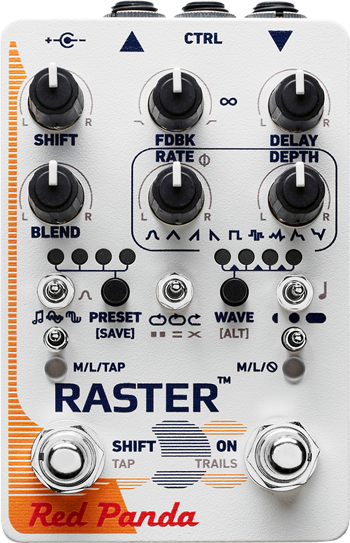 CTRL
L R
L R
L R
SHIFT
FDBK
DELAY
RATE
DEPTH
L R
L R
L R
BLEND
PRESET
[SAVE]
WAVE
[ALT]
M/L/TAP
M/L/
RASTER™
SHIFT
ON
TAP
TRAILS
Red Panda